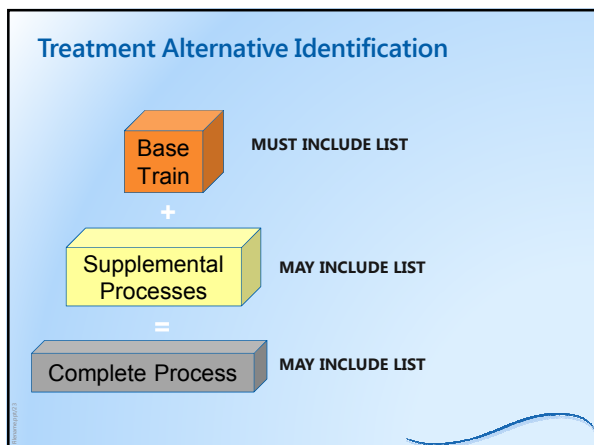 Treatment Alternative Identification
Base
Train
MUST INCLUDE LIST
+
Supplemental
Processes
MAY INCLUDE LIST
=
Complete Process
MAY INCLUDE LIST